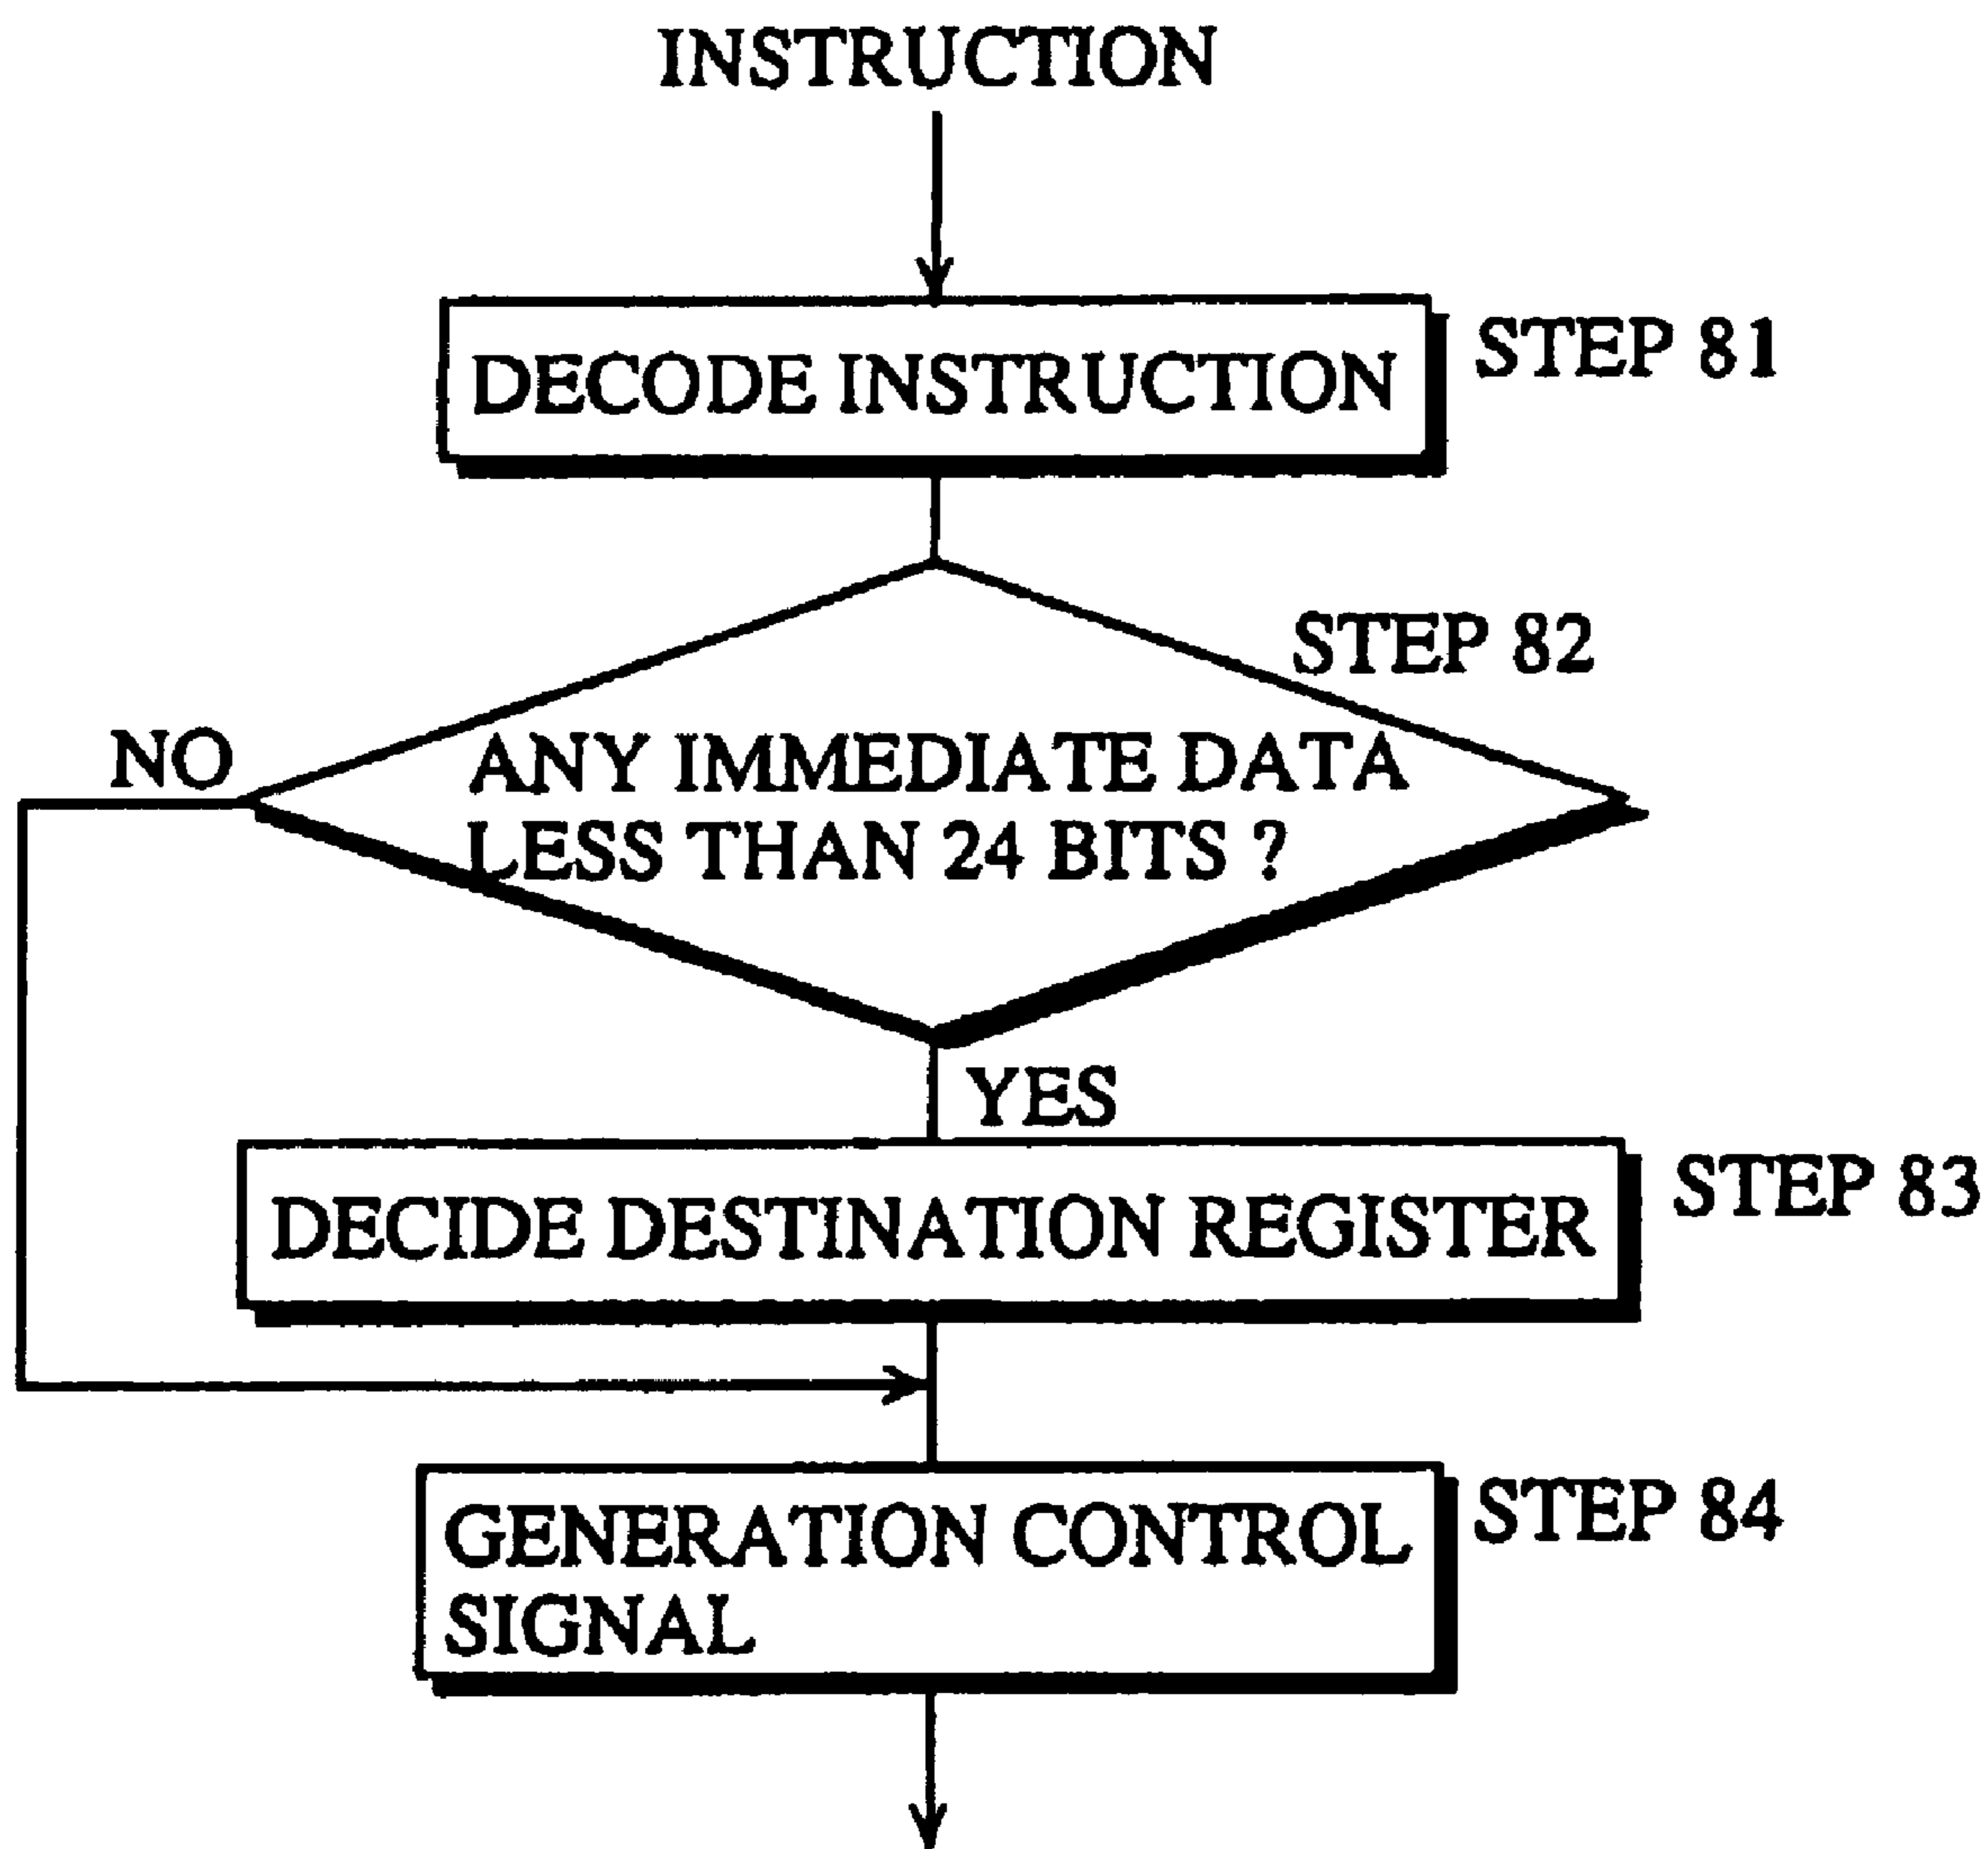 INSTRUCTION
DECODE INSTRUCTION
STEP 81
STEP 82
NO
ANY IMMEDIATE DATA
LESS THAN 24 BITS ?
YES
DECIDE DESTINATION REGISTER
STEP 83
GENERATION CONTROL
SIGNAL
STEP 84